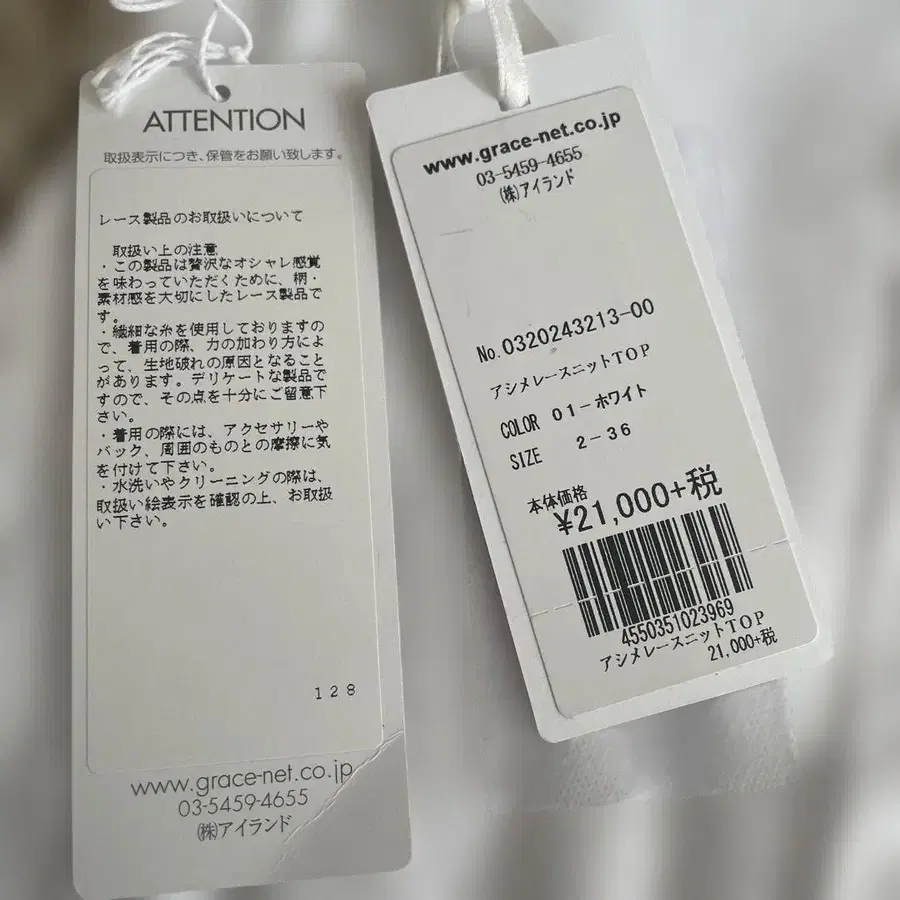 ATTENTION
取扱表示につき、保管をお願い致します。
レース製品のお取扱いについて
取扱い上の注意
・この製品は贅沢なオシャレ感覚
を味わっていただくために、柄・
素材感を大切にしたレース製品で
す。
・繊細な糸を使用しておりますの
で、着用の際、力の加わり方によ
って、生地破れの原因となること
があります。デリケートな製品で
すので、その点を十分にご留意下
さい。
・着用の際には、アクセサリーや
バック、周囲のものとの摩擦に気
を付けて下さい。
・水洗いやクリーニングの際は、
取扱い絵表示を確認の上、お取扱
い下さい。
128
www.grace-net.co.jp
03-5459-4655
㈱アイランド
www.grace-net.co.jp
03-5459-4655
(株)アイランド
No.0320243213-00
アシメレースニットTOP
COLOR 01-ホワイト
SIZE 2-36
本体価格
¥21,000+税
4550351023969
アシメレースニットTOP
21,000+税